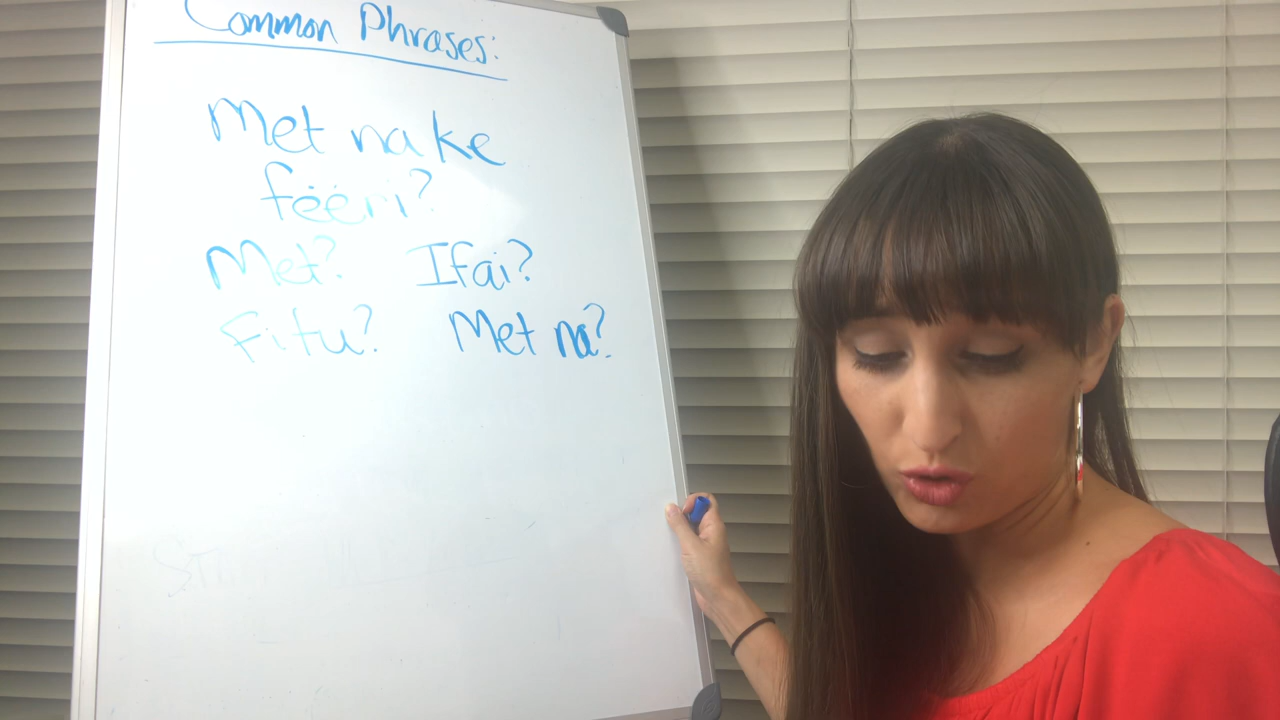 Common Phrases:
Met na ke
fëëri?
Met? Ifai?
Fitu? Met na?